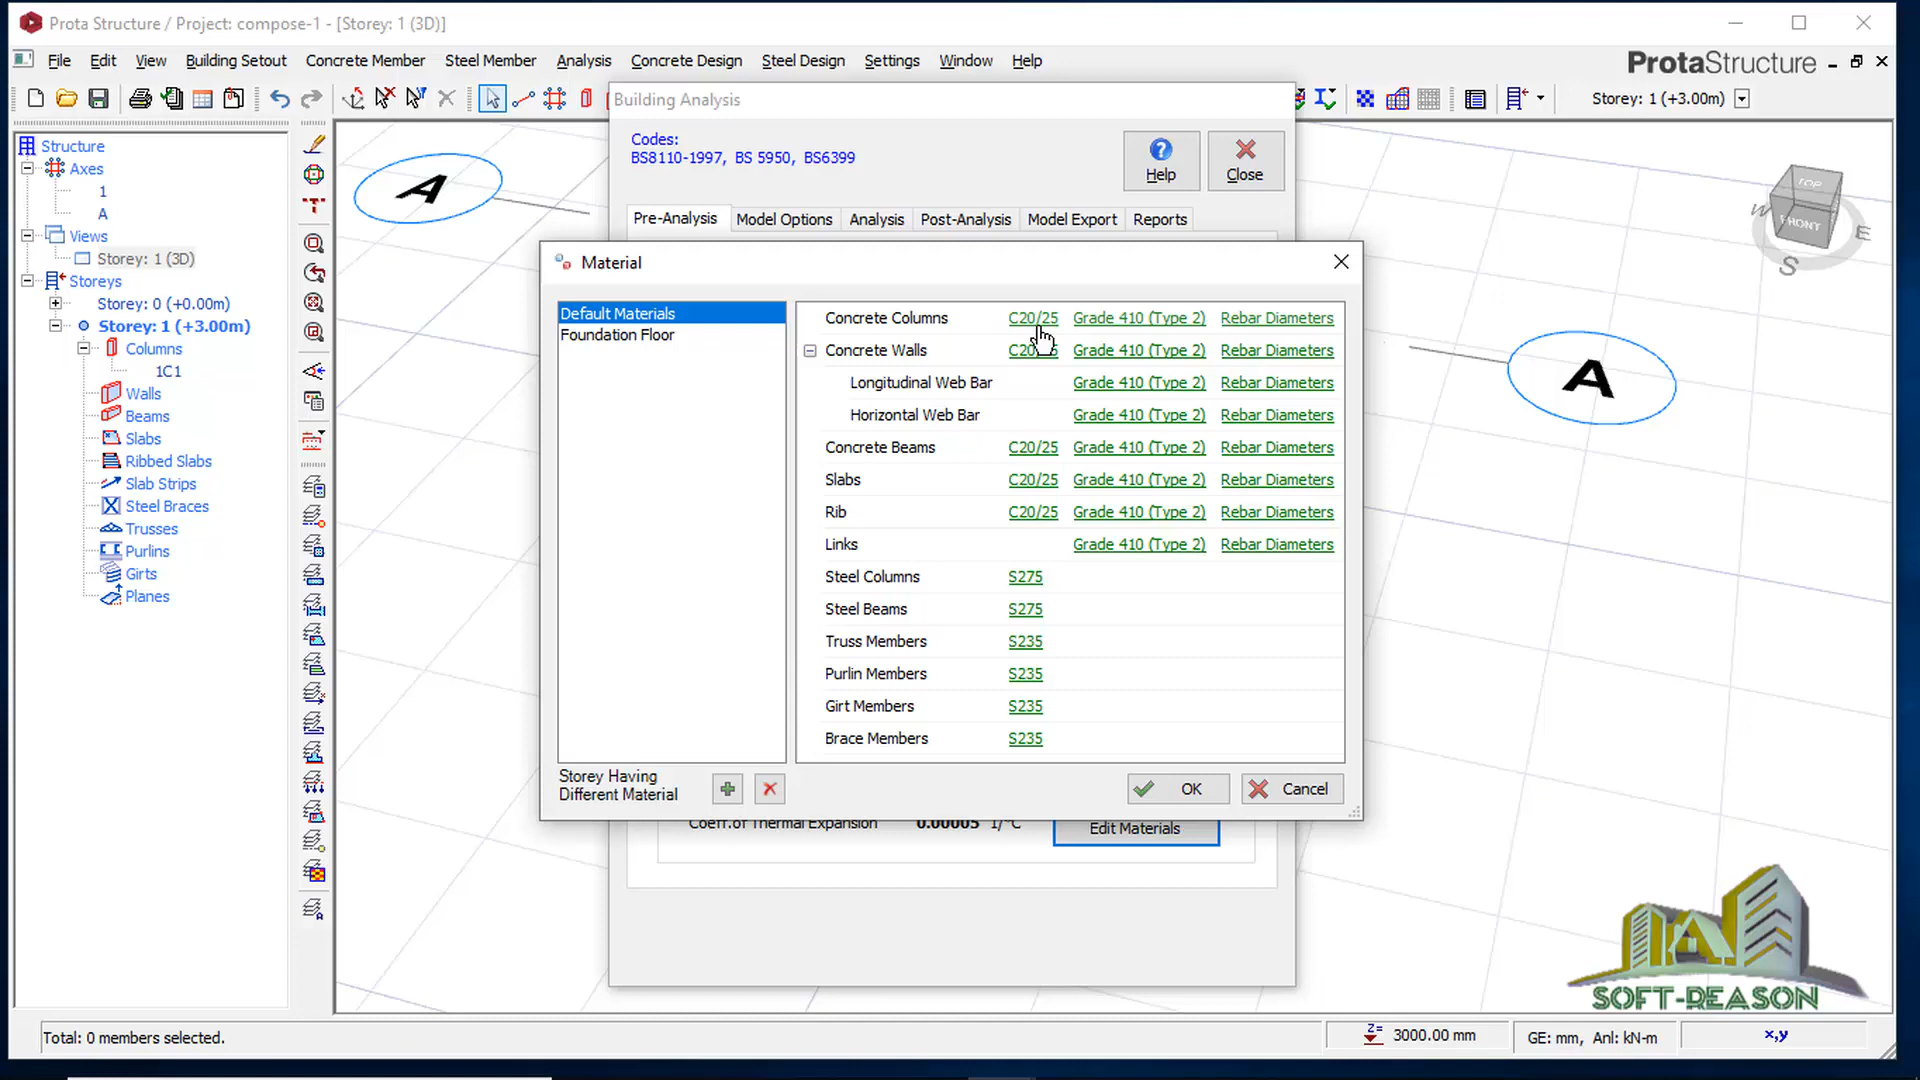 Prota Structure / Project: compose-1 - [Storey: 1 (3D)]
File Edit View Building Setout Concrete Member Steel Member Analysis Concrete Design Steel Design Settings Window Help
ProtaStructure
Storey: 1 (+3.00m)
Building Analysis
Codes:
BS8110-1997, BS 5950, BS6399
Help
Close
Pre-Analysis Model Options Analysis Post-Analysis Model Export Reports
Structure
Axes
1
A
Views
Storey: 1 (3D)
Storeys
Storey: 0 (+0.00m)
Storey: 1 (+3.00m)
Columns
1C1
Walls
Beams
Slabs
Ribbed Slabs
Slab Strips
Steel Braces
Trusses
Purlins
Girts
Planes
A
A
TOP
FRONT
W
E
S
Material
Default Materials
Foundation Floor
Concrete Columns C20/25 Grade 410 (Type 2) Rebar Diameters
Concrete Walls Grade 410 (Type 2) Rebar Diameters
Longitudinal Web Bar Grade 410 (Type 2) Rebar Diameters
Horizontal Web Bar Grade 410 (Type 2) Rebar Diameters
Concrete Beams C20/25 Grade 410 (Type 2) Rebar Diameters
Slabs C20/25 Grade 410 (Type 2) Rebar Diameters
Rib C20/25 Grade 410 (Type 2) Rebar Diameters
Links Grade 410 (Type 2) Rebar Diameters
Steel Columns S275
Steel Beams S275
Truss Members S235
Purlin Members S235
Girt Members S235
Brace Members S235
Storey Having
Different Material
OK
Cancel
Coeff.of Thermal Expansion 0.00005 1/°C
Edit Materials
SOFT-REASON
Total: 0 members selected.
Z=
3000.00 mm
GE: mm, Anl: kN-m
x,y